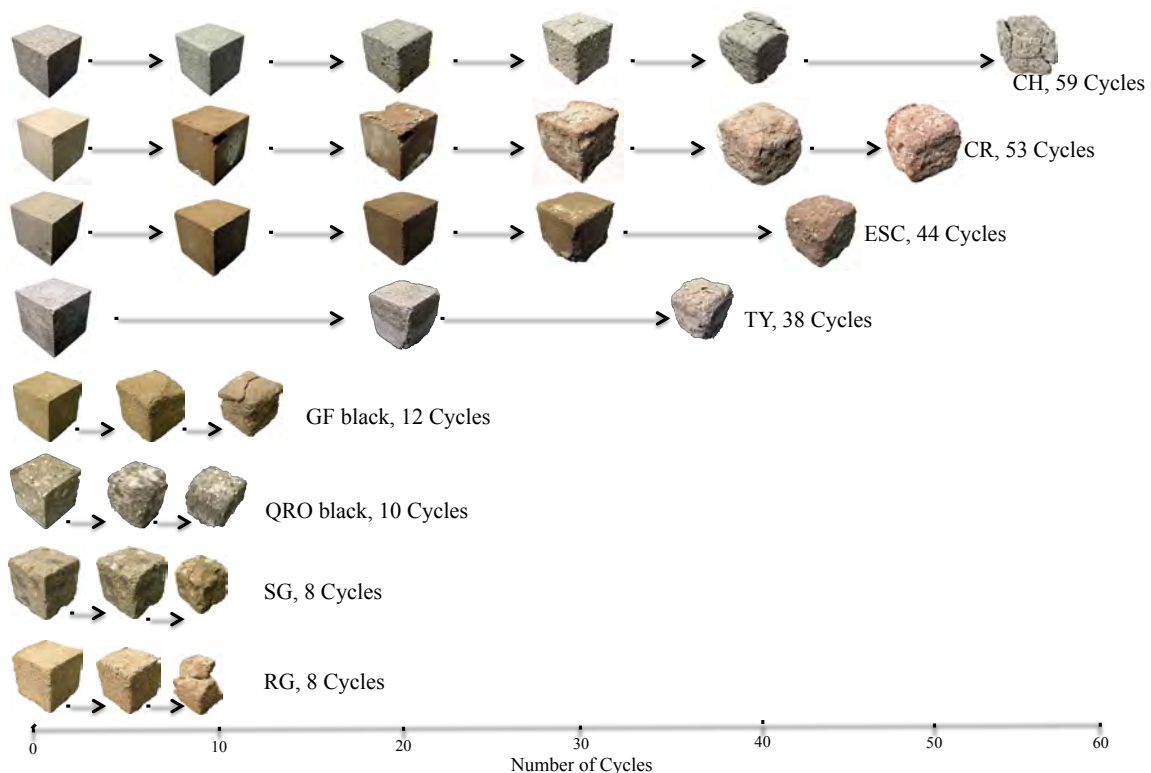 CH, 59 Cycles
CR, 53 Cycles
ESC, 44 Cycles
TY, 38 Cycles
GF black, 12 Cycles
QRO black, 10 Cycles
SG, 8 Cycles
RG, 8 Cycles
0 10 20 30 40 50 60
Number of Cycles